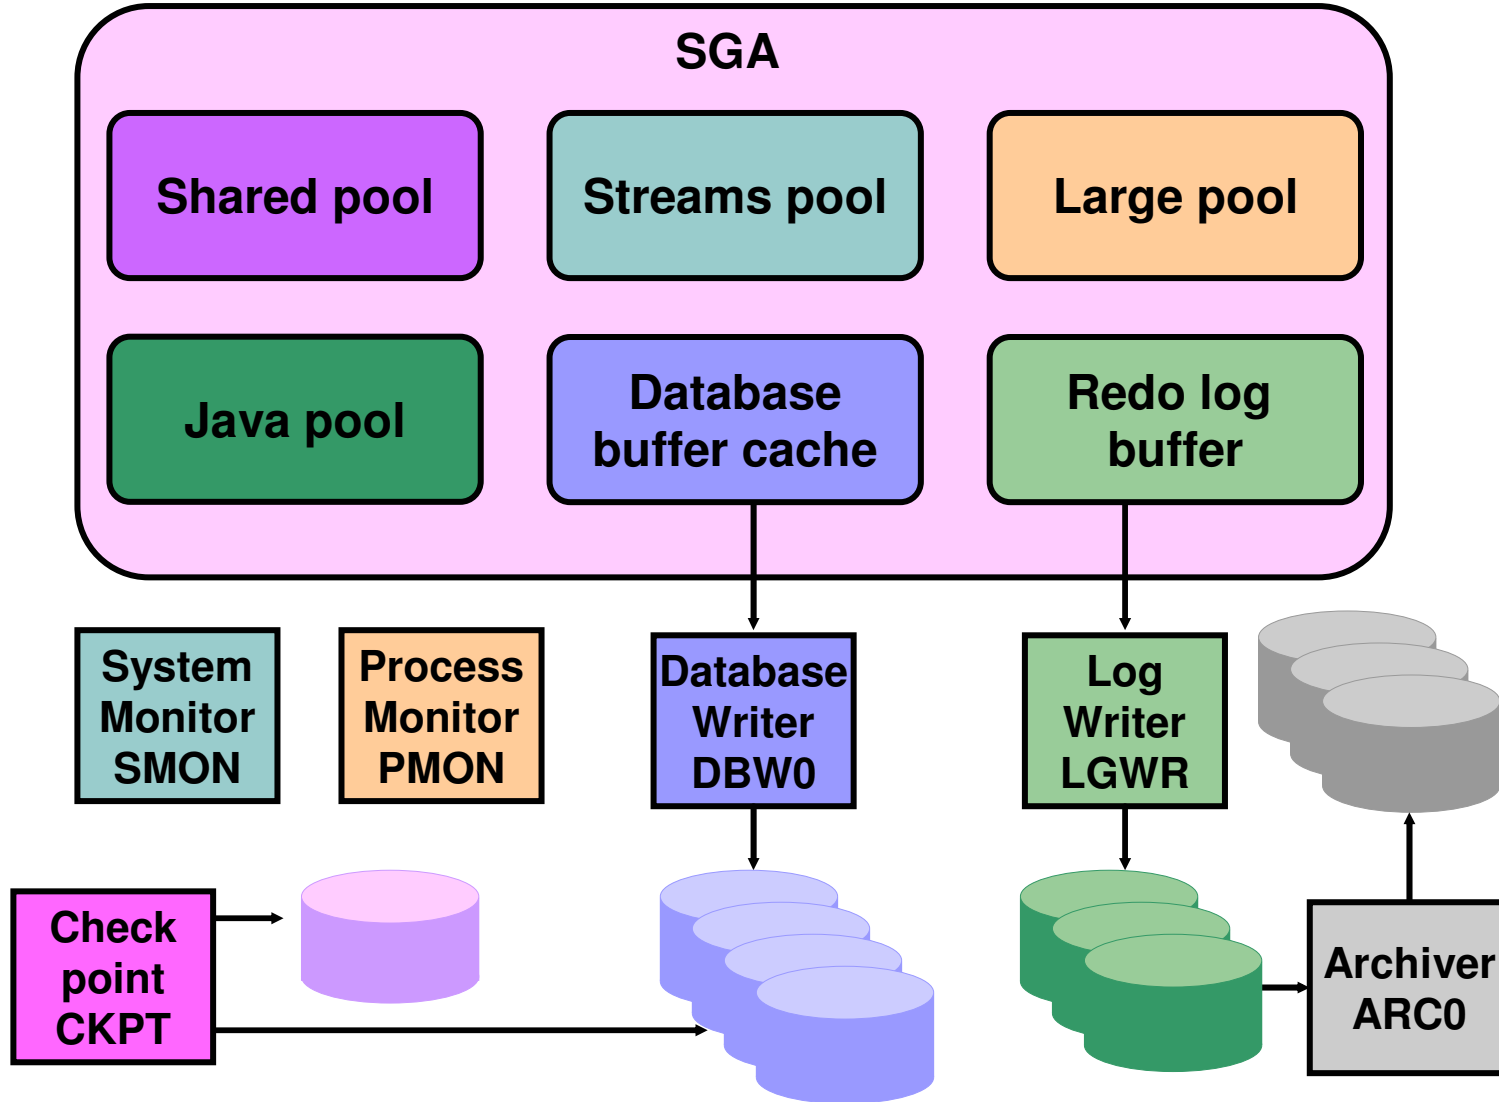 SGA
Shared pool
Streams pool
Large pool
Java pool
Database
buffer cache
Redo log
buffer
System
Monitor
SMON
Process
Monitor
PMON
Database
Writer
DBW0
Log
Writer
LGWR
Check
point
CKPT
Archiver
ARC0